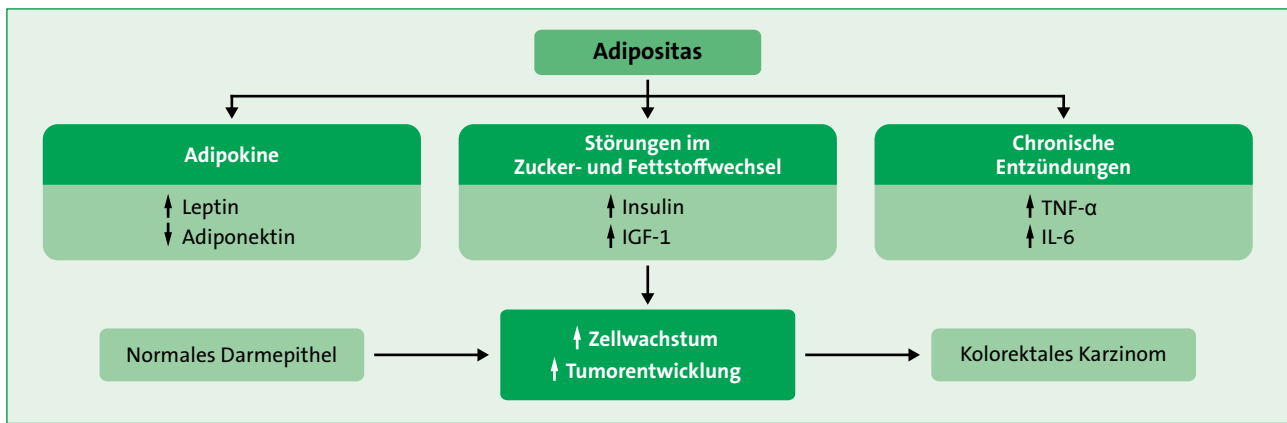 Adipositas
Adipokine
↑ Leptin
↓ Adiponektin
Störungen im
Zucker- und Fettstoffwechsel
↑ Insulin
↑ IGF-1
Chronische
Entzündungen
↑ TNF-α
↑ IL-6
Normales Darmepithel
↑ Zellwachstum
↑ Tumorentwicklung
Kolorektales Karzinom